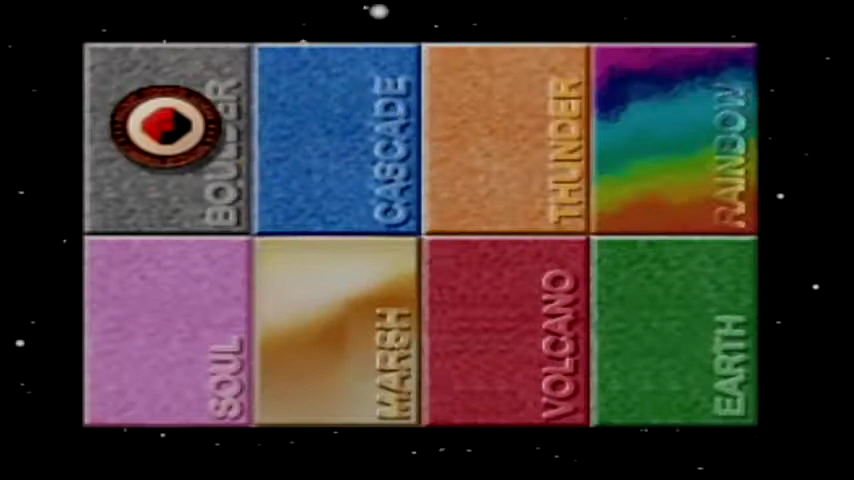 BOULDER
CASCADE
THUNDER
RAINBOW
SOUL
MARSH
VOLCANO
EARTH